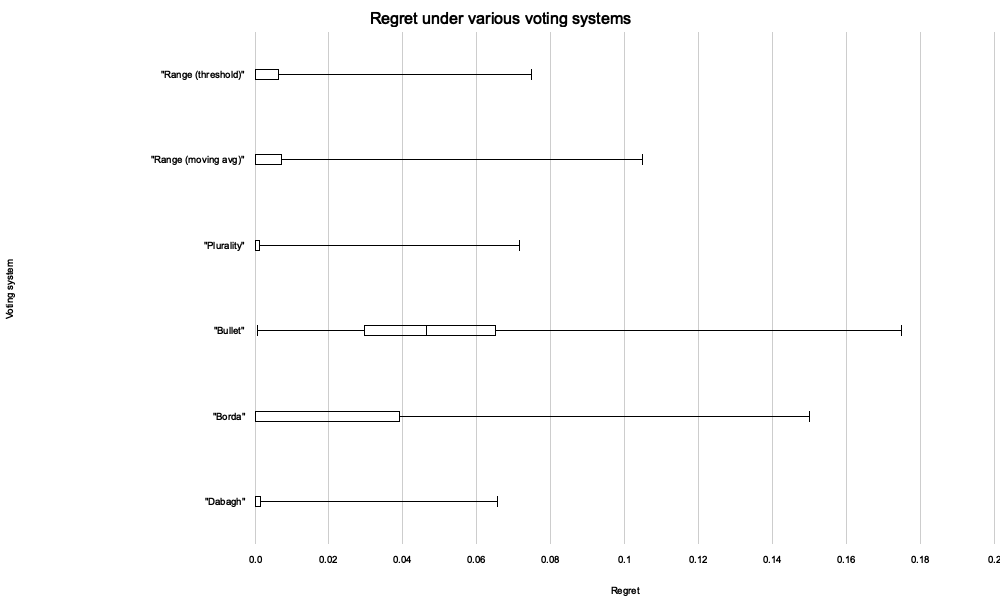 Regret under various voting systems
"Range (threshold)"
"Range (moving avg)"
"Plurality"
"Bullet"
"Borda"
"Dabagh"
Voting system
0.0 0.02 0.04 0.06 0.08 0.1 0.12 0.14 0.16 0.18 0.2
Regret